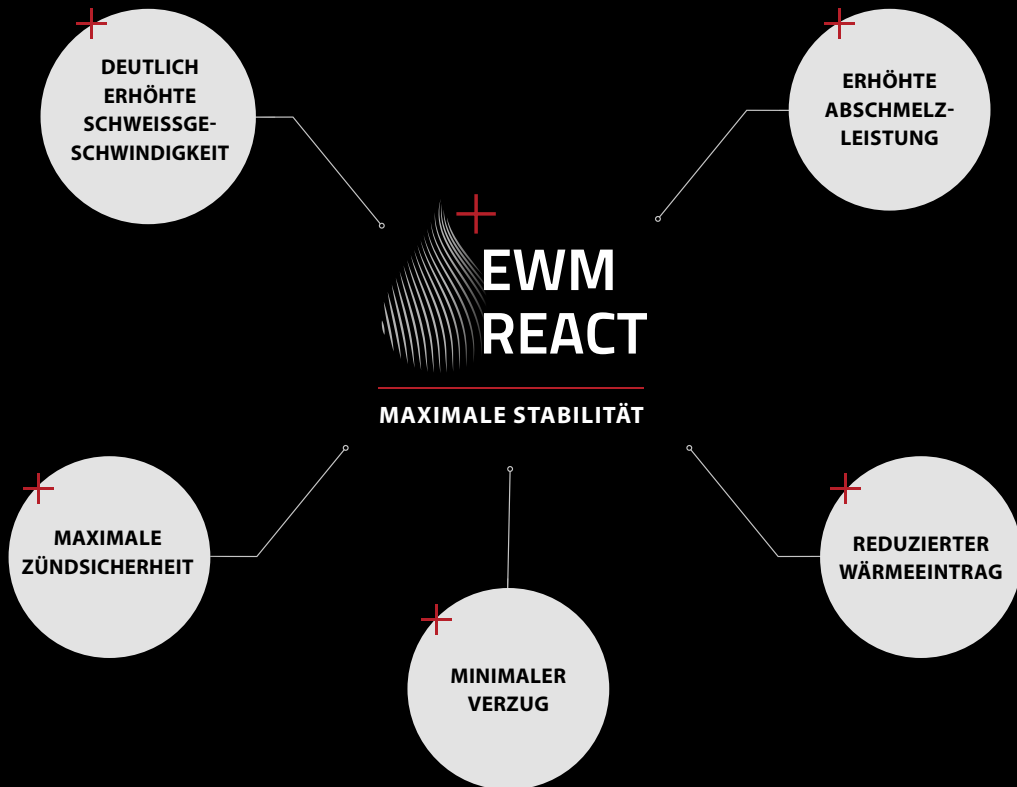 DEUTLICH
ERHÖHTE
SCHWEISSGE-
SCHWINDIGKEIT
ERHÖHTE
ABSCHMELZ-
LEISTUNG
EWM
REACT
MAXIMALE STABILITÄT
MAXIMALE
ZÜNDSICHERHEIT
MINIMALER
VERZUG
REDUZIERTER
WÄRMEEINTRAG